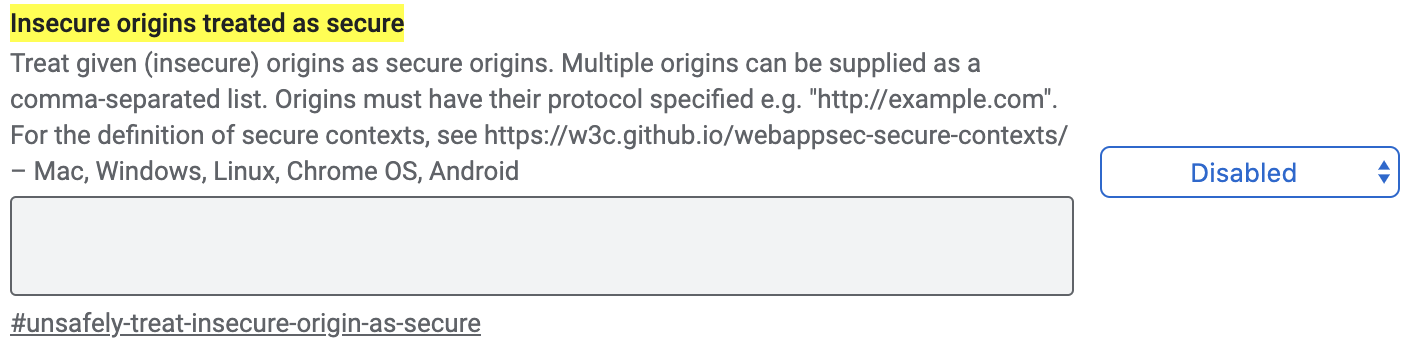 Insecure origins treated as secure
Treat given (insecure) origins as secure origins. Multiple origins can be supplied as a
comma-separated list. Origins must have their protocol specified e.g. "http://example.com".
For the definition of secure contexts, see https://w3c.github.io/webappsec-secure-contexts/
– Mac, Windows, Linux, Chrome OS, Android
Disabled
#unsafely-treat-insecure-origin-as-secure